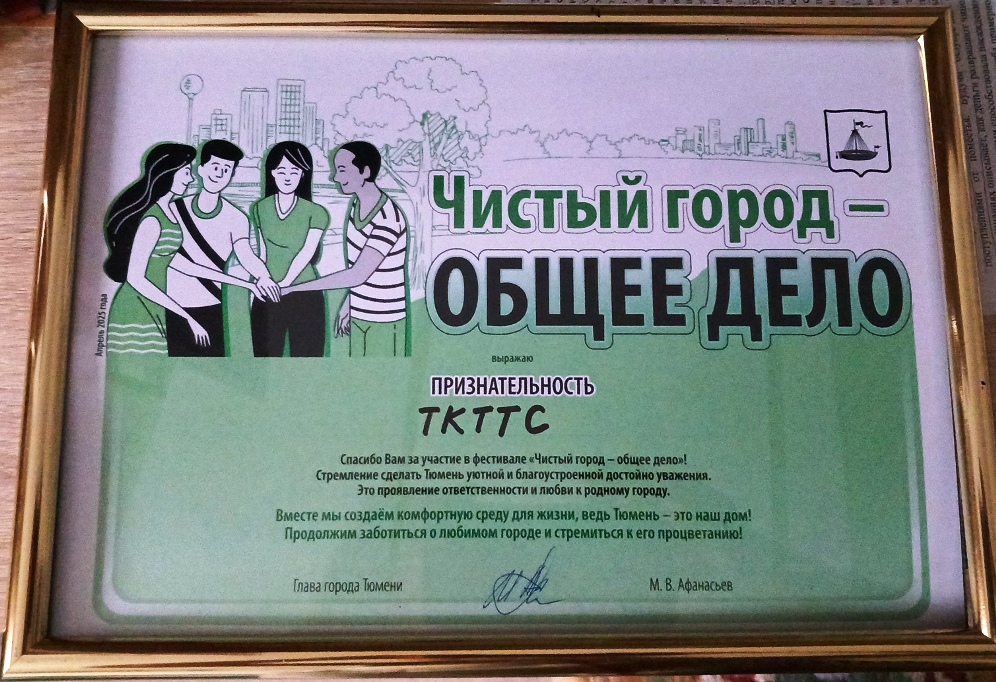 Чистый город –
ОБЩЕЕ ДЕЛО
Апрель 2025 года
выражаю
ПРИЗНАТЕЛЬНОСТЬ
ТКТТС
Спасибо Вам за участие в фестивале «Чистый город – общее дело»!
Стремление сделать Тюмень уютной и благоустроенной достойно уважения.
Это проявление ответственности и любви к родному городу.
Вместе мы создаём комфортную среду для жизни, ведь Тюмень – это наш дом!
Продолжим заботиться о любимом городе и стремиться к его процветанию!
Глава города Тюмени
М. В. Афанасьев